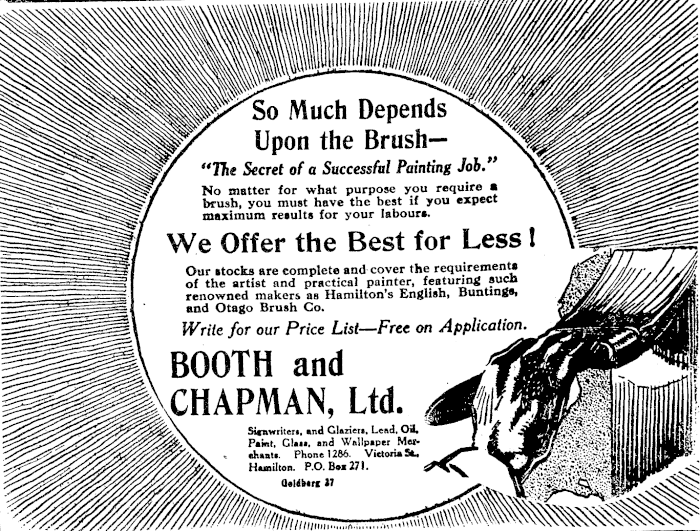 So Much Depends
Upon the Brush—
"The Secret of a Successful Painting Job."
No matter for what purpose you require a
brush, you must have the best if you expect
maximum results for your labours.
We Offer the Best for Less!
Our stocks are complete and cover the requirements
of the artist and practical painter, featuring such
renowned makers as Hamilton's English, Buntings,
and Otago Brush Co.
Write for our Price List—Free on Application.
BOOTH and
CHAPMAN, Ltd.
Signwriters, and Glaziers, Lead, Oil,
Paint, Glass, and Wallpaper Mer-
chants. Phone 1286. Victoria St.,
Hamilton. P.O. Box 271.
Goldberg 37